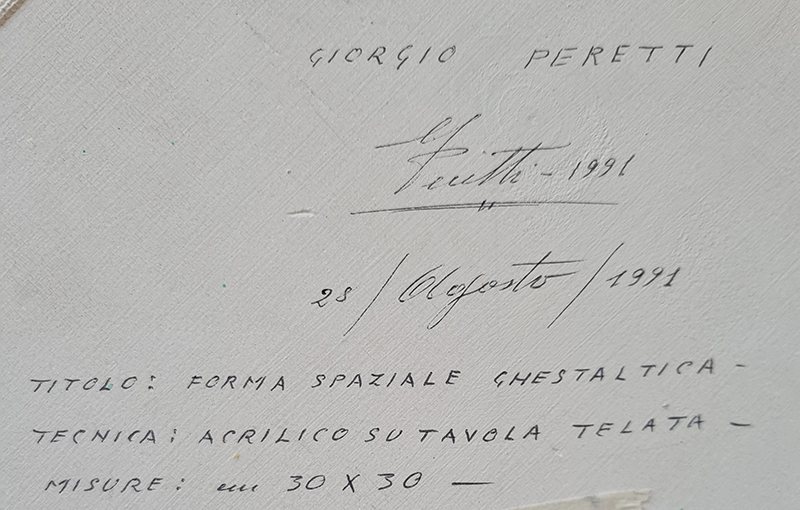 GIORGIO PERETTI
G Peretti - 1991
28 / Agosto / 1991
TITOLO: FORMA SPAZIALE GHESTALTICA -
TECNICA: ACRILICO SU TAVOLA TELATA -
MISURE: cm 30 X 30 —